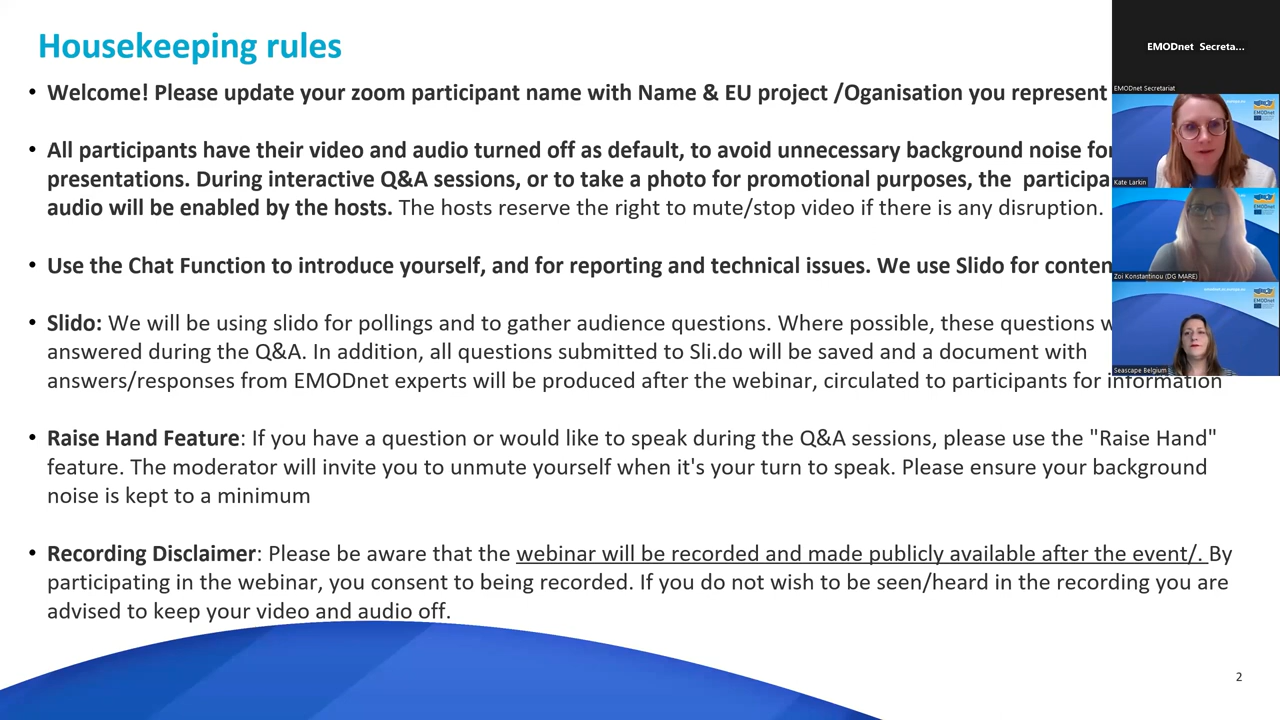 Housekeeping rules
• Welcome! Please update your zoom participant name with Name & EU project /Oganisation you represent
• All participants have their video and audio turned off as default, to avoid unnecessary background noise for
presentations. During interactive Q&A sessions, or to take a photo for promotional purposes, the participa
audio will be enabled by the hosts. The hosts reserve the right to mute/stop video if there is any disruption.
• Use the Chat Function to introduce yourself, and for reporting and technical issues. We use Slido for conten
• Slido: We will be using slido for pollings and to gather audience questions. Where possible, these questions w
answered during the Q&A. In addition, all questions submitted to Sli.do will be saved and a document with
answers/responses from EMODnet experts will be produced after the webinar, circulated to participants for information
• Raise Hand Feature: If you have a question or would like to speak during the Q&A sessions, please use the "Raise Hand"
feature. The moderator will invite you to unmute yourself when it's your turn to speak. Please ensure your background
noise is kept to a minimum
• Recording Disclaimer: Please be aware that the webinar will be recorded and made publicly available after the event/. By
participating in the webinar, you consent to being recorded. If you do not wish to be seen/heard in the recording you are
advised to keep your video and audio off.
2
EMODnet Secreta...
EMODnet Secretariat
EMODnet
Kate Larkin
EMODnet
Zoi Konstantinou (DG MARE)
EMODnet
Seascape Belgium